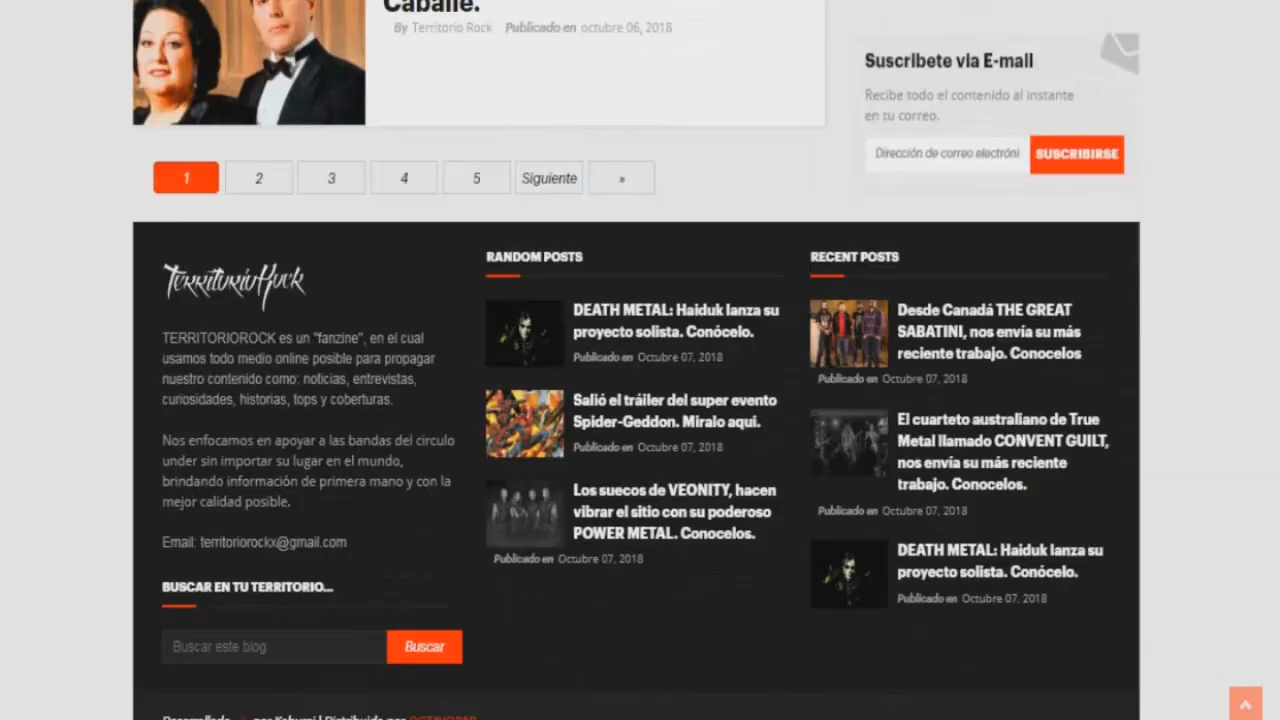 Caballé.
By Territorio Rock Publicado en octubre 06, 2018
Suscribete via E-mail
Recibe todo el contenido al instante
en tu correo.
Dirección de correo electróni
SUSCRIBIRSE
1 2 3 4 5 Siguiente »
TerritorioRock
TERRITORIOROCK es un "fanzine", en el cual
usamos todo medio online posible para propagar
nuestro contenido como: noticias, entrevistas,
curiosidades, historias, tops y coberturas.
Nos enfocamos en apoyar a las bandas del circulo
under sin importar su lugar en el mundo,
brindando información de primera mano y con la
mejor calidad posible.
Email: territoriorockx@gmail.com
BUSCAR EN TU TERRITORIO...
Buscar este blog
Buscar
RANDOM POSTS
DEATH METAL: Haiduk lanza su
proyecto solista. Conócelo.
Publicado en Octubre 07, 2018
Salió el tráiler del super evento
Spider-Geddon. Miralo aqui.
Publicado en Octubre 07, 2018
Los suecos de VEONITY, hacen
vibrar el sitio con su poderoso
POWER METAL. Conocelos.
Publicado en Octubre 07, 2018
RECENT POSTS
Desde Canadá THE GREAT
SABATINI, nos envía su más
reciente trabajo. Conocelos
Publicado en Octubre 07, 2018
El cuarteto australiano de True
Metal llamado CONVENT GUILT,
nos envia su más reciente
trabajo. Conocelos.
Publicado en Octubre 07, 2018
DEATH METAL: Haiduk lanza su
proyecto solista. Conócelo.
Publicado en Octubre 07, 2018